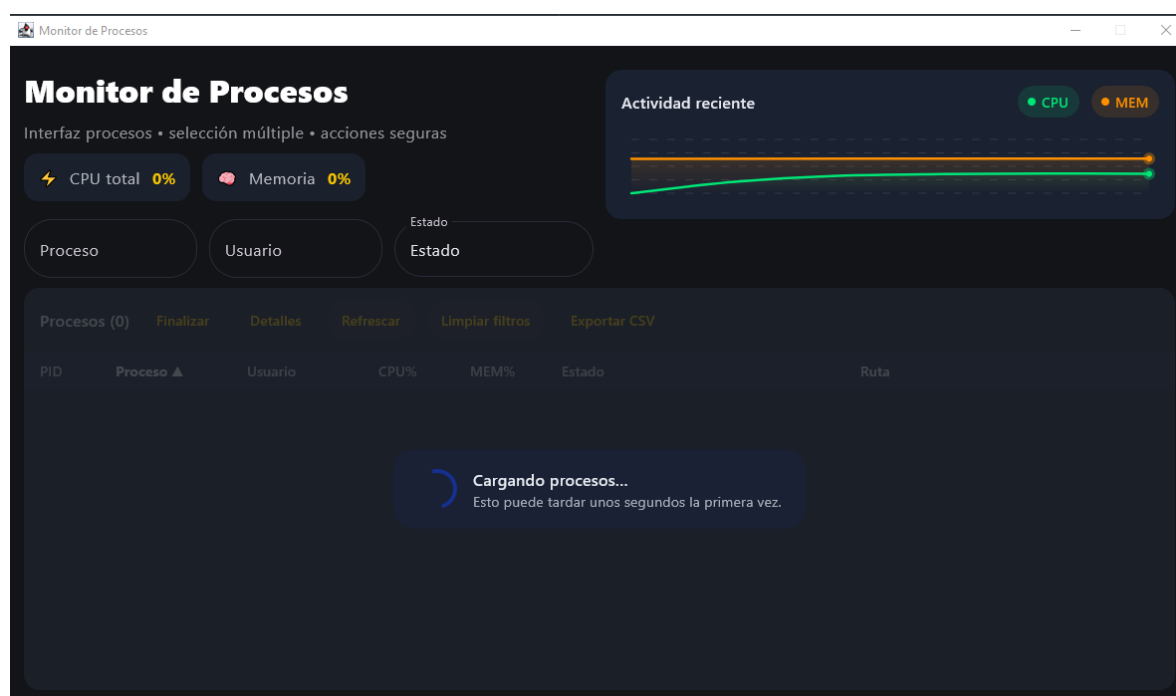 Monitor de Procesos
Monitor de Procesos
Interfaz procesos • selección múltiple • acciones seguras
CPU total 0%
Memoria 0%
Actividad reciente
CPU
MEM
Proceso
Usuario
Estado
Estado
Procesos (0) Finalizar Detalles Refrescar Limpiar filtros Exportar CSV
PID Proceso ▲ Usuario CPU% MEM% Estado Ruta
Cargando procesos...
Esto puede tardar unos segundos la primera vez.